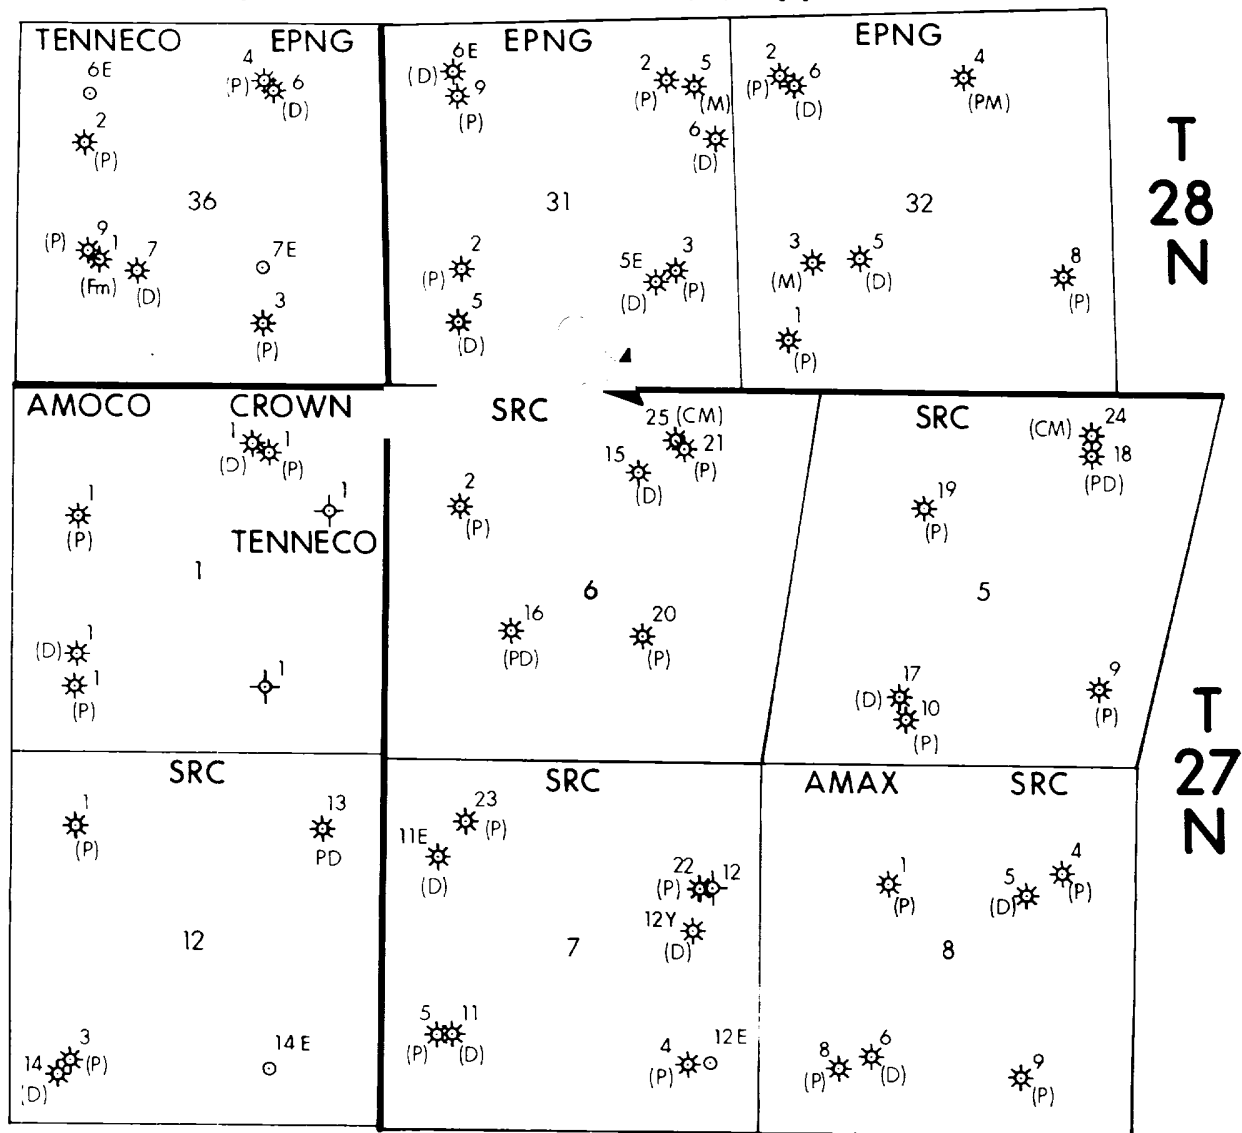 TENNECO EPNG
6E
4
(P)
6
(D)
2
(P)
36
(P)
9
1
(Fm)
7
(D)
7E
3
(P)
EPNG
6E
(D)
9
(P)
2
(P)
5
(M)
6
(D)
31
2
(P)
5
(D)
5E
(D)
3
(P)
EPNG
2
(P)
6
(D)
4
(PM)
32
3
(M)
5
(D)
8
(P)
1
(P)
T
28
N
AMOCO CROWN
1
(D)
1
(P)
1
(P)
1
TENNECO
1
1
(D)
1
(P)
1
SRC
25 (CM)
21
(P)
15
(D)
2
(P)
6
16
(PD)
20
(P)
SRC
(CM)
24
18
(PD)
19
(P)
5
17
(D)
10
(P)
9
(P)
T
27
N
SRC
1
(P)
13
PD
12
3
(P)
14
(D)
14E
SRC
23
(P)
11E
(D)
22
(P)
12
12Y
(D)
7
5
(P)
11
(D)
4
(P)
12E
AMAX SRC
1
(P)
5
(D)
4
(P)
8
8
(P)
6
(D)
9
(P)